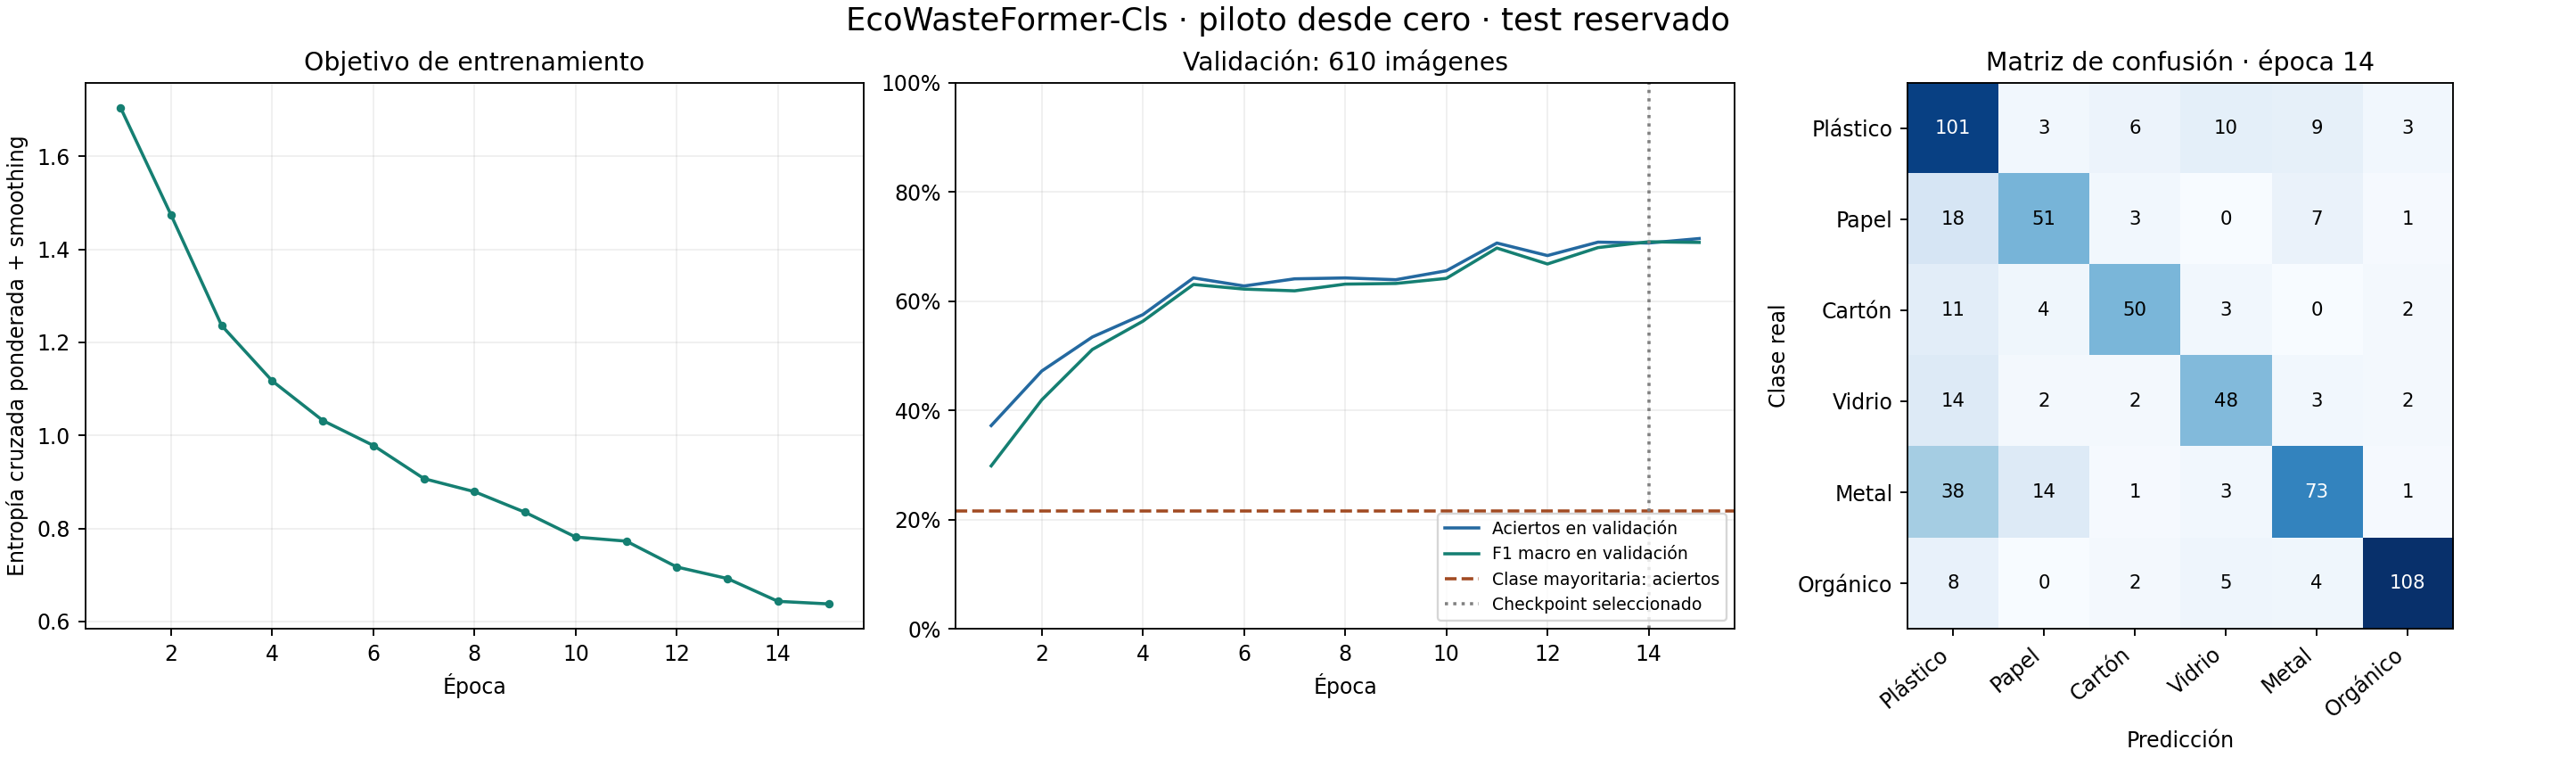 EcoWasteFormer-Cls · piloto desde cero · test reservado
Objetivo de entrenamiento
Entropía cruzada ponderada + smoothing
1.6
1.4
1.2
1.0
0.8
0.6
2 4 6 8 10 12 14
Época
Validación: 610 imágenes
100%
80%
60%
40%
20%
0%
Aciertos en validación
F1 macro en validación
Clase mayoritaria: aciertos
Checkpoint seleccionado
2 4 6 8 10 12 14
Época
Matriz de confusión · época 14
Clase real
Plástico 101 3 6 10 9 3
Papel 18 51 3 0 7 1
Cartón 11 4 50 3 0 2
Vidrio 14 2 2 48 3 2
Metal 38 14 1 3 73 1
Orgánico 8 0 2 5 4 108
Plástico Papel Cartón Vidrio Metal Orgánico
Predicción